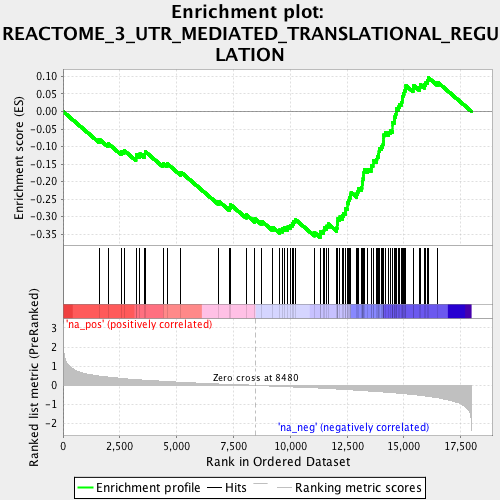 Enrichment plot:
REACTOME_3_UTR_MEDIATED_TRANSLATIONAL_REGU
LATION
Enrichment score (ES)
0.10
0.05
0.00
-0.05
-0.10
-0.15
-0.20
-0.25
-0.30
-0.35
'na_pos' (positively correlated)
Ranked list metric (PreRanked)
3
2
1
0
-1
-2
Zero cross at 8480
'na_neg' (negatively correlated)
0
2,500
5,000
7,500
10,000
12,500
15,000
17,500
Rank in Ordered Dataset
Enrichment profile
Hits
Ranking metric scores